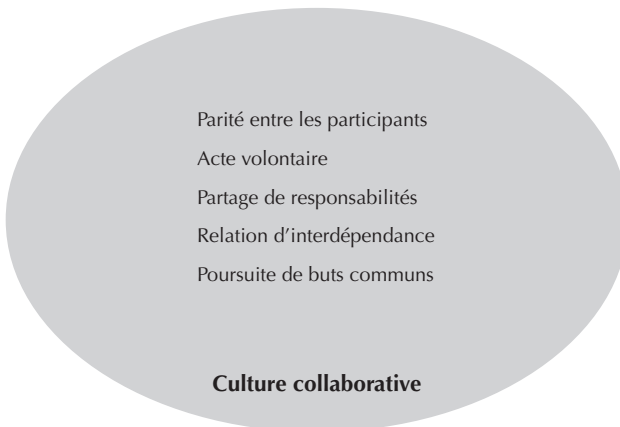 Parité entre les participants
Acte volontaire
Partage de responsabilités
Relation d’interdépendance
Poursuite de buts communs
Culture collaborative